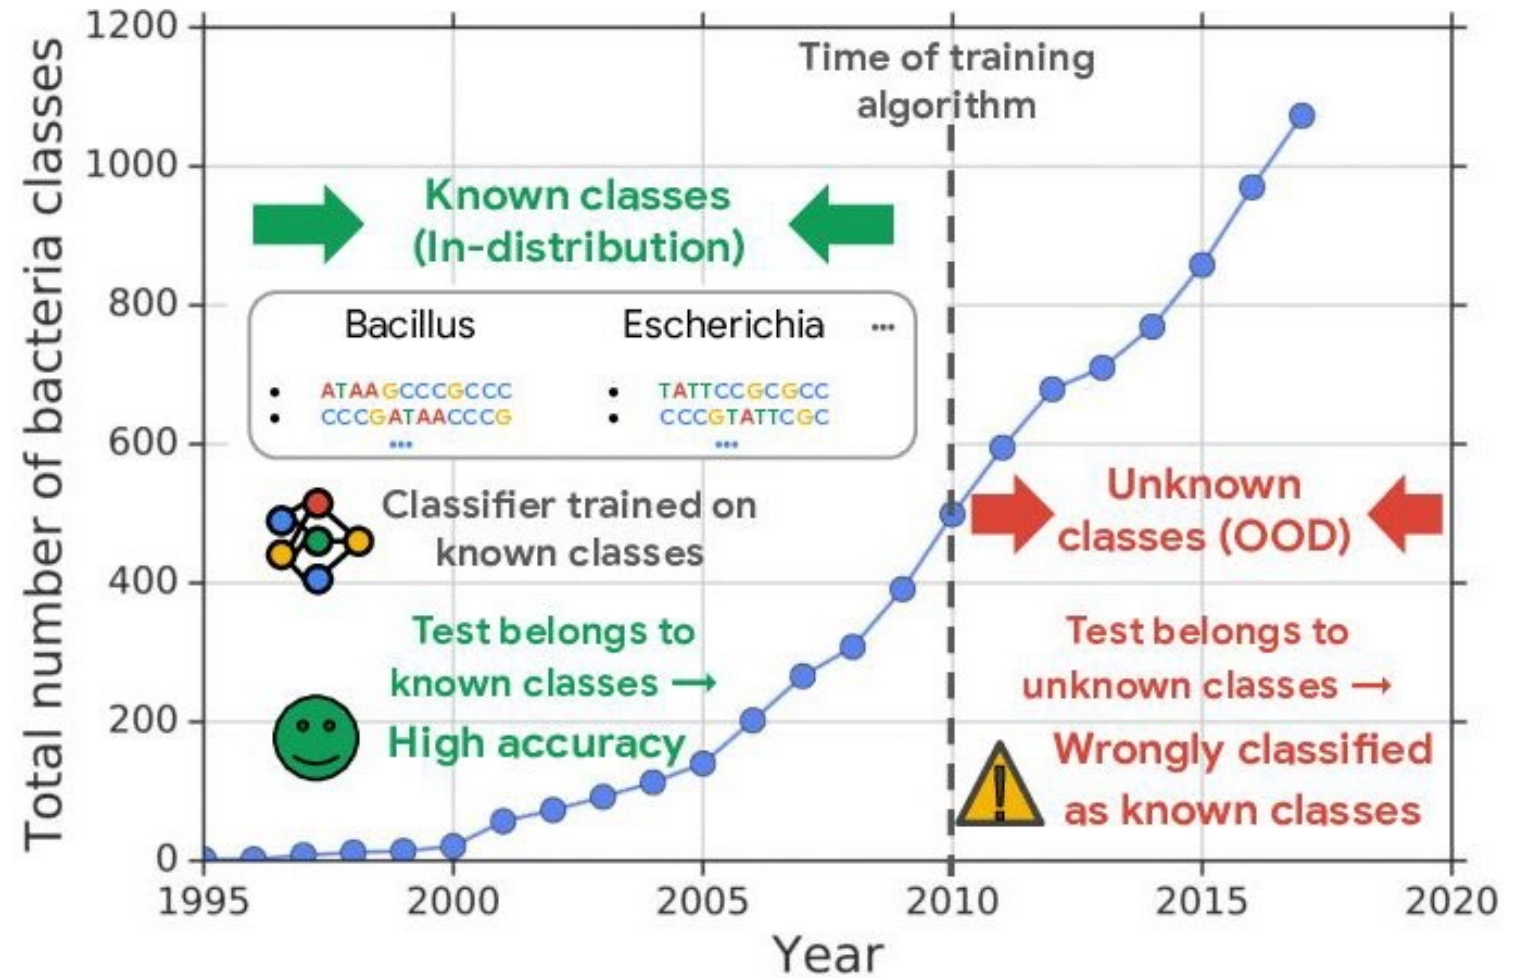 Total number of bacteria classes
1200
1000
800
600
400
200
0
Time of training
algorithm
Known classes
(In-distribution)
Bacillus
Escherichia
•••
• ATAAGCCCGCCC
• CCCGATAACCCG
•••
• TATTCCGCGCC
• CCCGTATTCGC
•••
Classifier trained on
known classes
Test belongs to
known classes →
High accuracy
Unknown
classes (OOD)
Test belongs to
unknown classes →
!
Wrongly classified
as known classes
1995
2000
2005
2010
2015
2020
Year